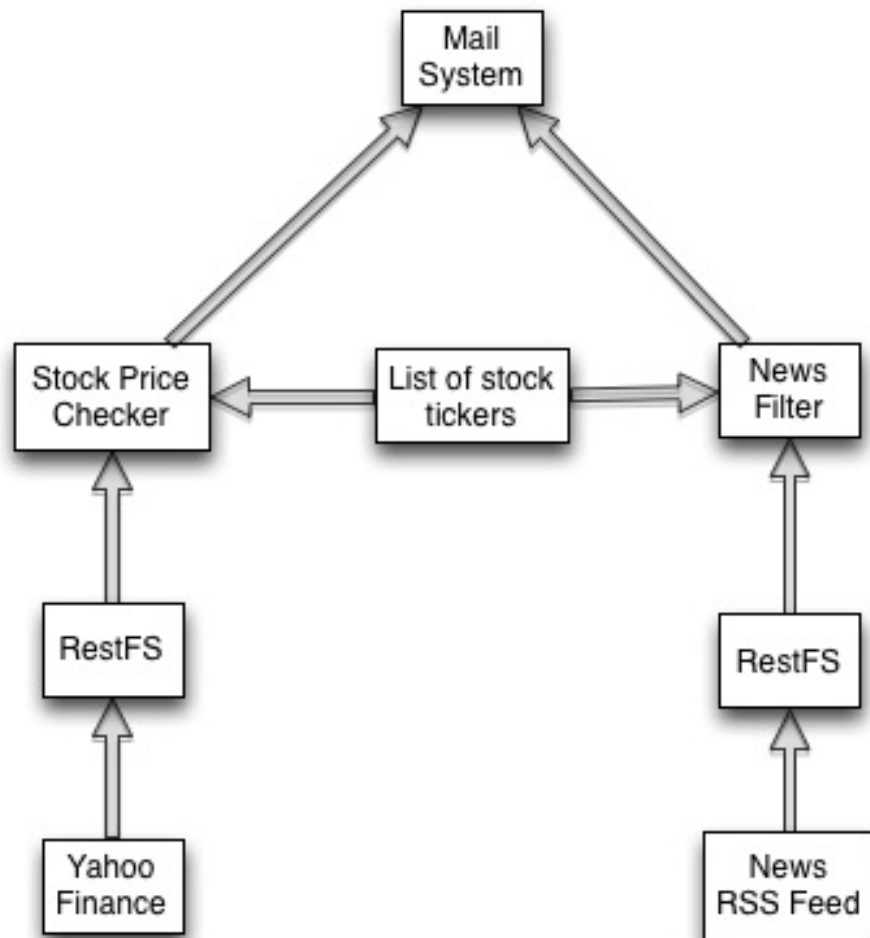 Mail
System
Stock Price
Checker
List of stock
tickers
News
Filter
RestFS
RestFS
Yahoo
Finance
News
RSS Feed